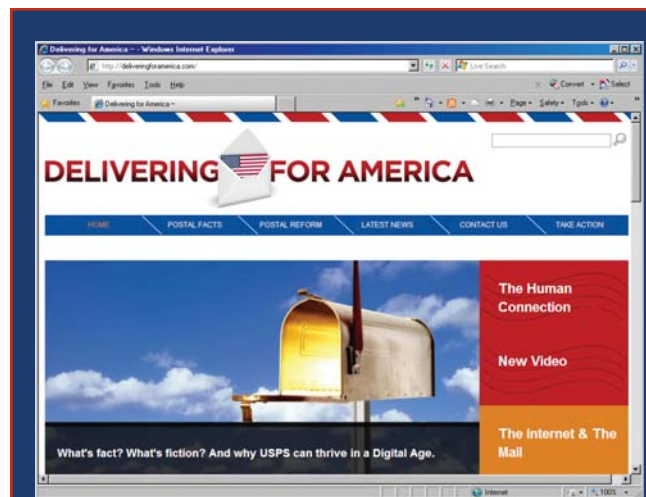 Delivering for America ~ - Windows Internet Explorer
http://deliveringforamerica.com/
Live Search
File Edit View Favorites Tools Help
Convert Select
Favorites Delivering for America ~
Page Safety Tools
DELIVERING FOR AMERICA
HOME POSTAL FACTS POSTAL REFORM LATEST NEWS CONTACT US TAKE ACTION
The Human
Connection
New Video
The Internet & The
Mail
What's fact? What's fiction? And why USPS can thrive in a Digital Age.
Internet
100%